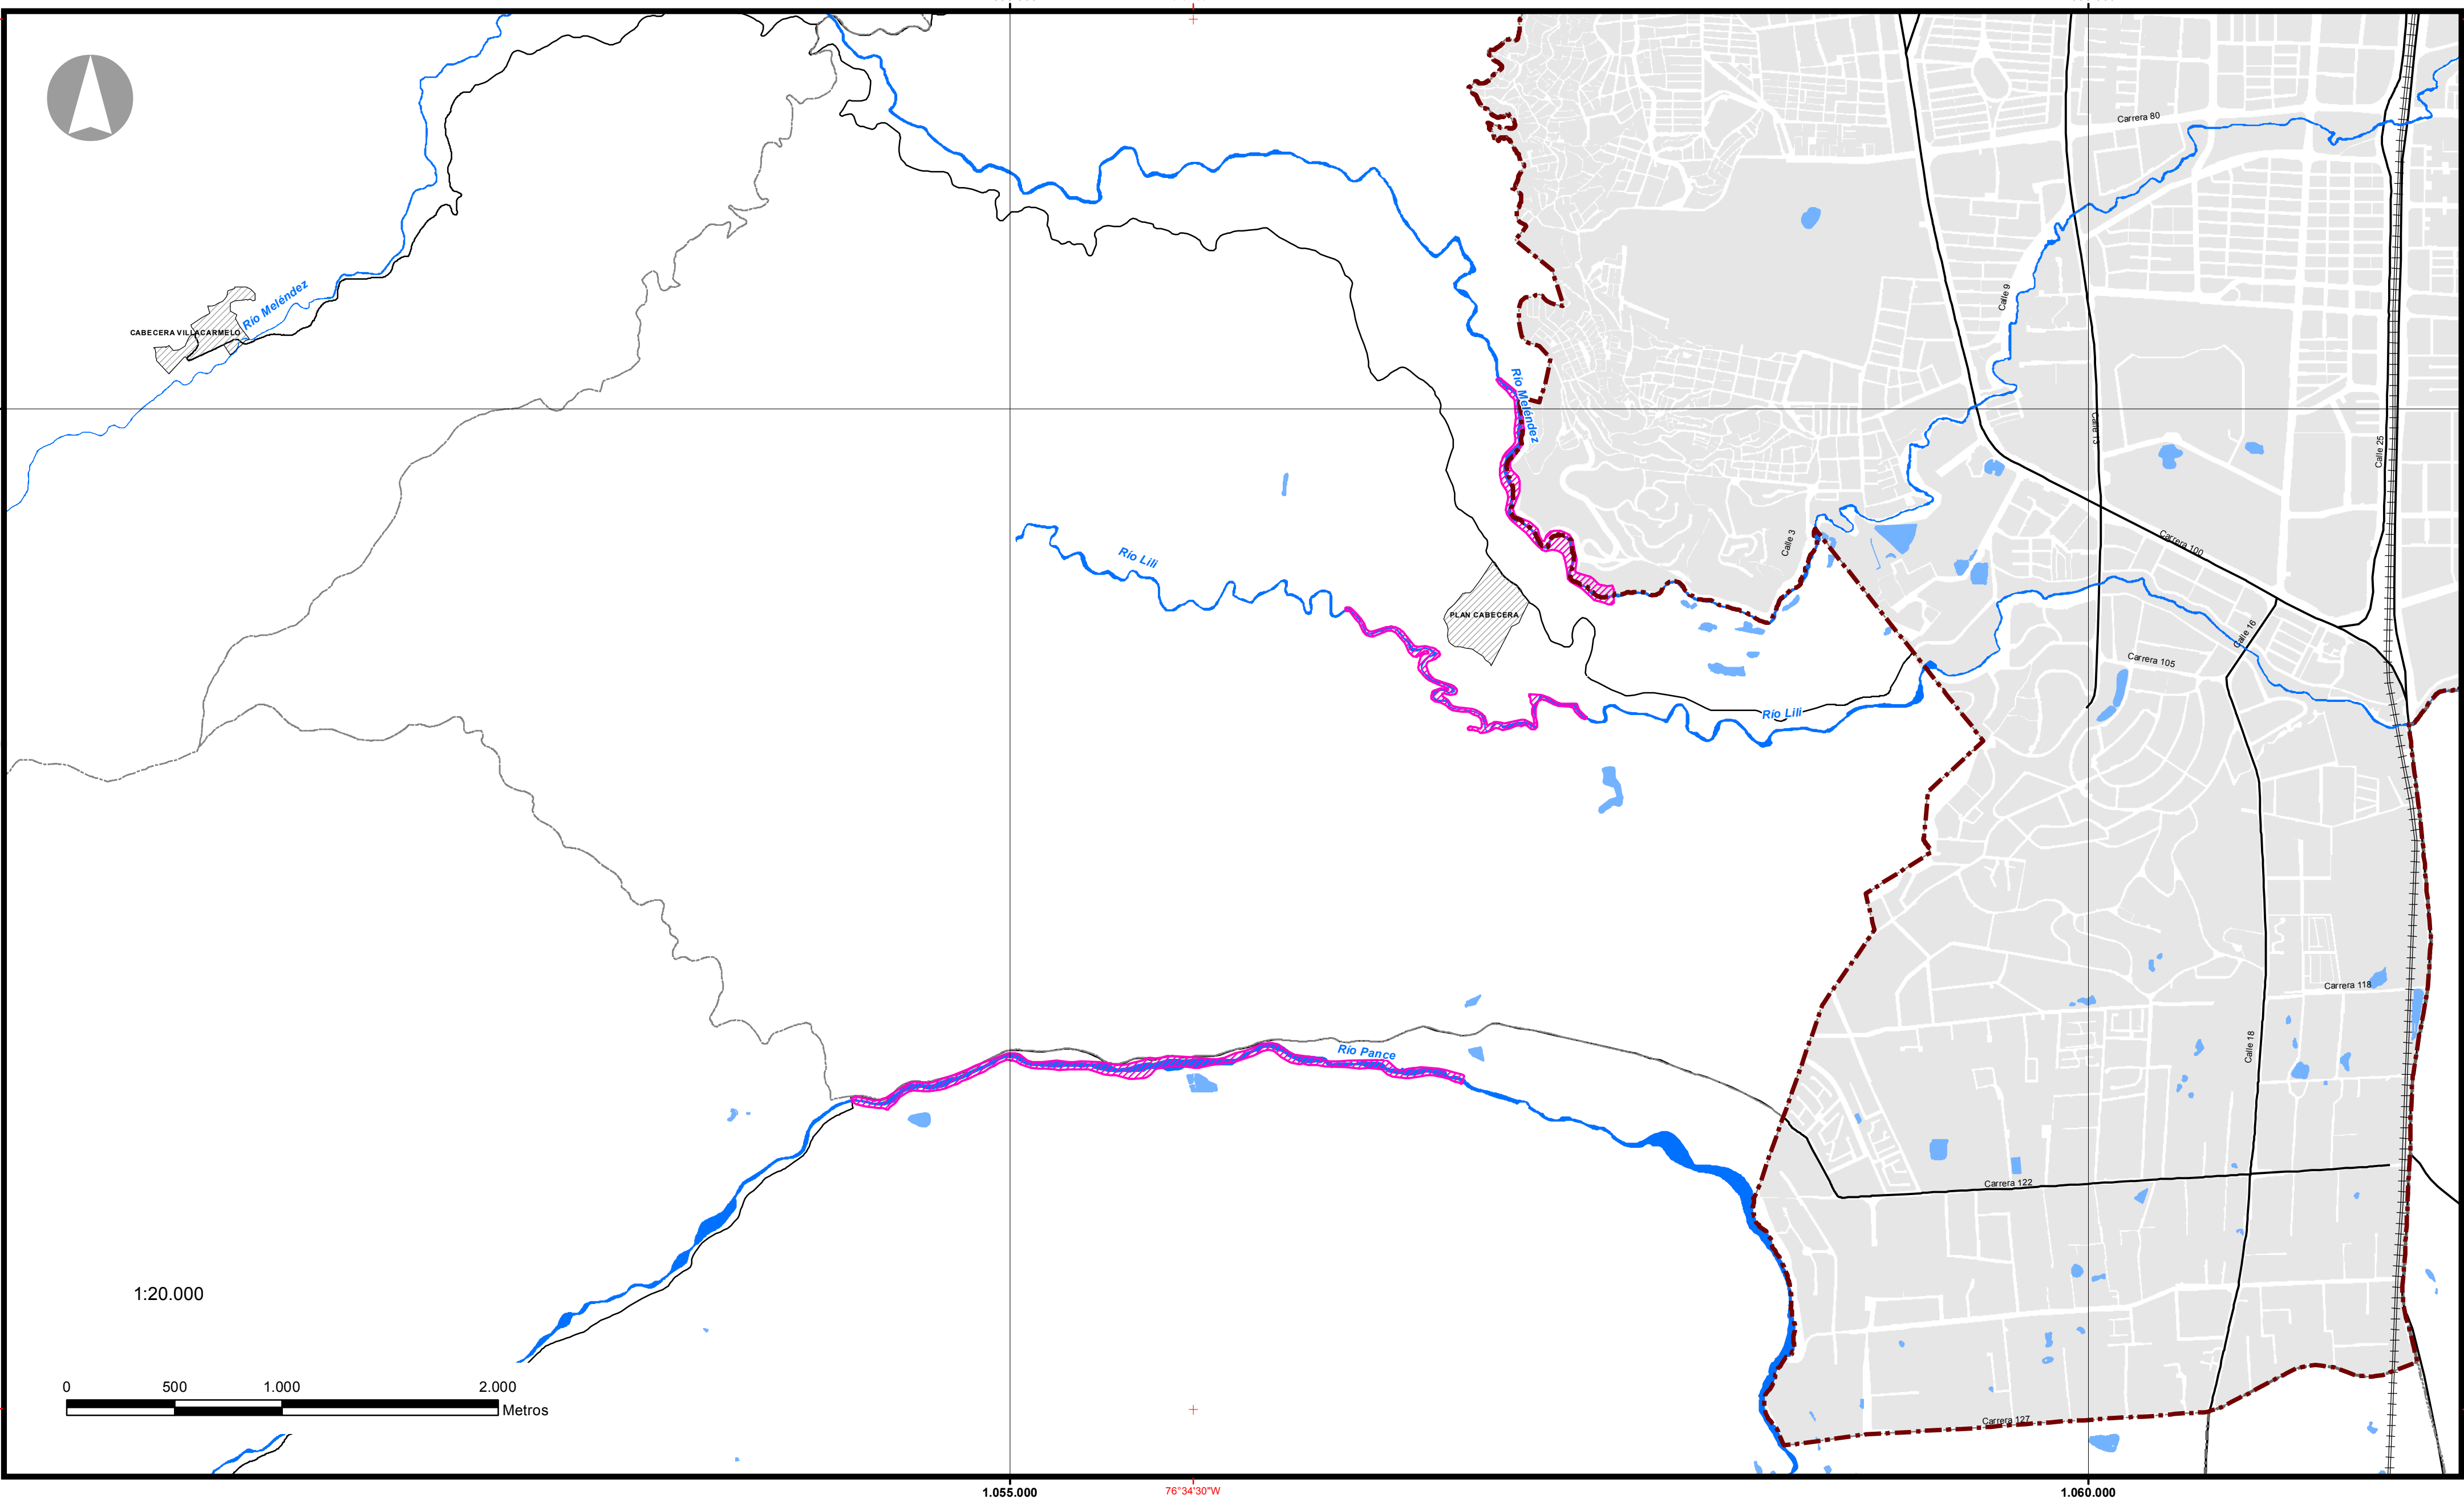 Carrera 80
Calle 9
Río Meléndez
CABECERA VILLACARMELO
Río Meléndez
Calle 13
Calle 25
Carrera 100
Calle 3
Río Lili
PLAN CABECERA
Calle 16
Carrera 105
Río Lili
Carrera 118
Calle 18
Río Pance
Carrera 122
1:20.000
0 500 1.000 2.000
Metros
Carrera 127
1.055.000
76°34'30"W
1.060.000